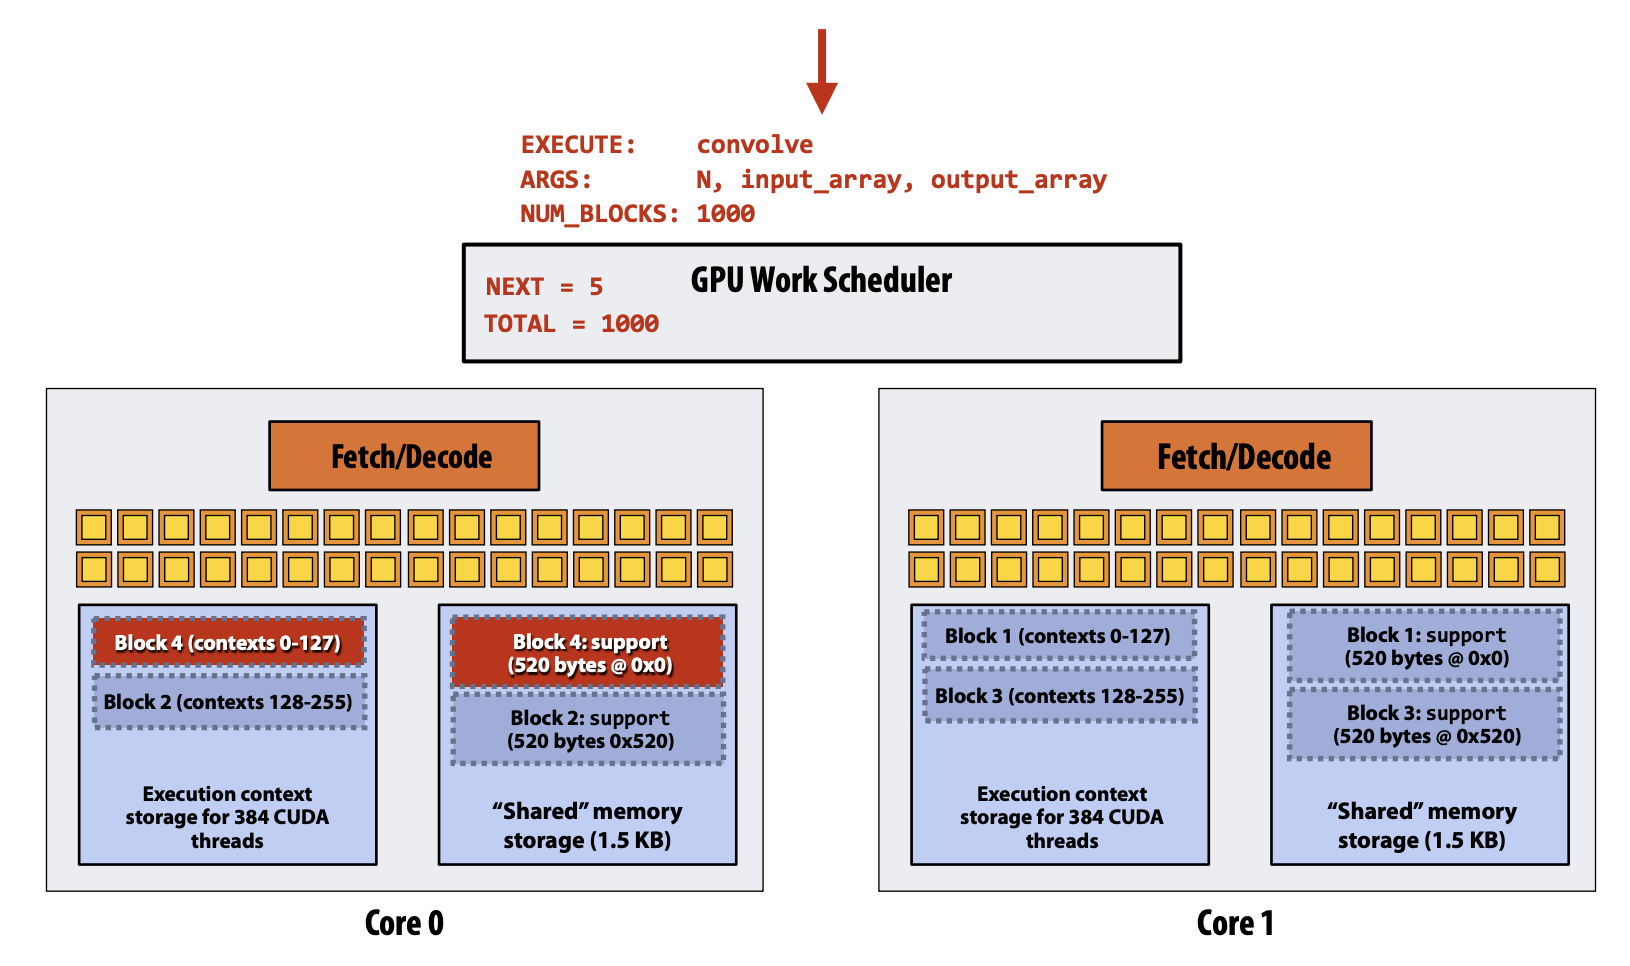 EXECUTE: convolve
ARGS: N, input_array, output_array
NUM_BLOCKS: 1000
GPU Work Scheduler
NEXT = 5
TOTAL = 1000
Fetch/Decode
Block 4 (contexts 0-127)
Block 2 (contexts 128-255)
Execution context
storage for 384 CUDA
threads
Block 4: support
(520 bytes @ 0x0)
Block 2: support
(520 bytes 0x520)
“Shared” memory
storage (1.5 KB)
Core 0
Fetch/Decode
Block 1 (contexts 0-127)
Block 3 (contexts 128-255)
Execution context
storage for 384 CUDA
threads
Block 1: support
(520 bytes @ 0x0)
Block 3: support
(520 bytes @ 0x520)
“Shared” memory
storage (1.5 KB)
Core 1